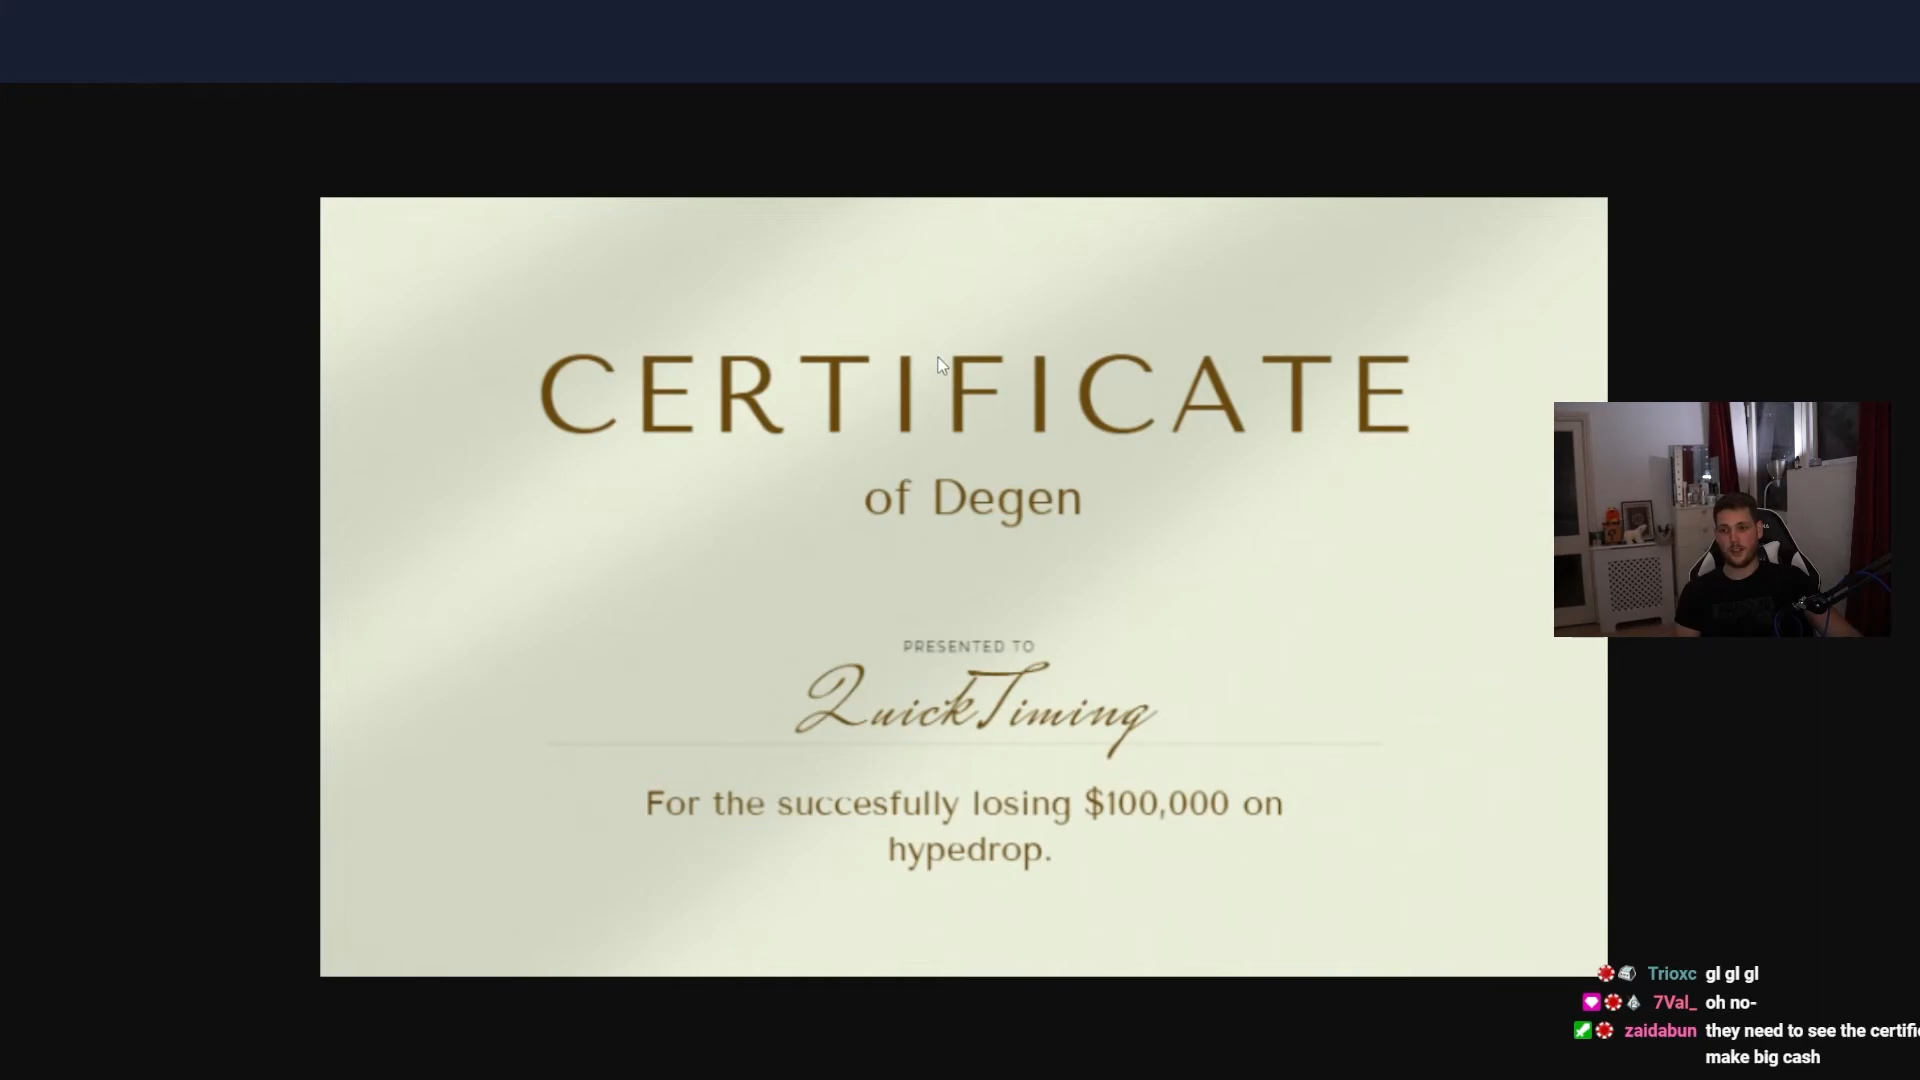 CERTIFICATE
of Degen
PRESENTED TO
QuickTiming
For the succesfully losing $100,000 on
hypedrop.
Trioxc gl gl gl
7Val_ oh no-
zaidabun they need to see the certific
make big cash